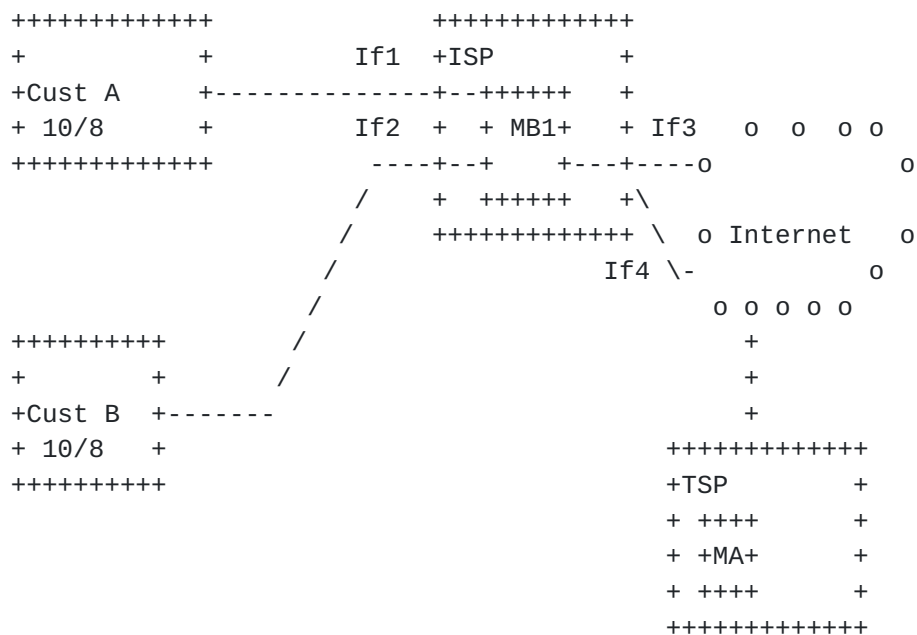 +++++++++++++              +++++++++++++
+           +         If1  +ISP        +
+Cust A     +--------------+--++++++   +
+ 10/8      +         If2  +  + MB1+   + If3   o  o  o o
+++++++++++++          ----+--+    +---+----o            o
                      /    +  ++++++   +\
                     /     +++++++++++++ \  o Internet   o
                    /                 If4 \-           o
                   /                         o o o o o
++++++++++        /                            +
+        +       /                             +
+Cust B  +-------                              +
+ 10/8   +                                +++++++++++++
++++++++++                                +TSP        +
                                          + ++++      +
                                          + +MA+      +
                                          + ++++      +
                                          +++++++++++++